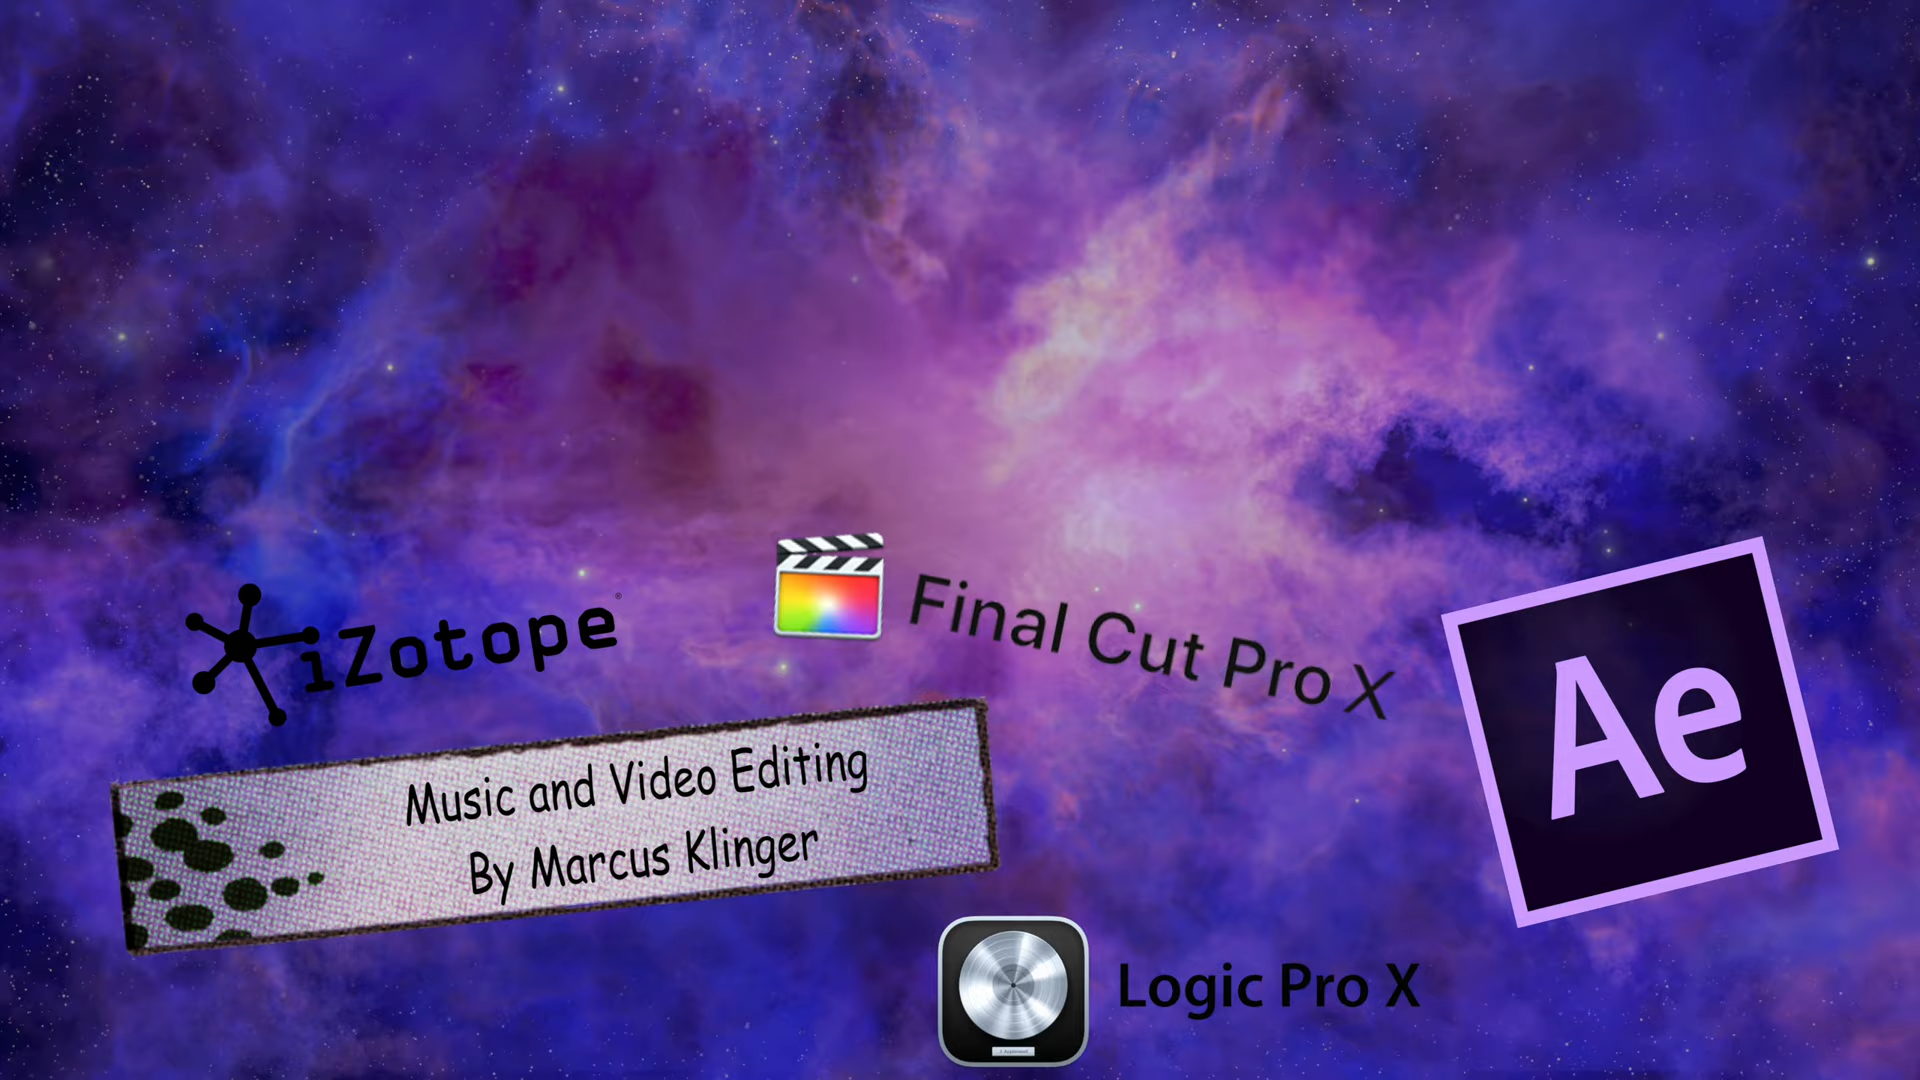 iZotope®
Final Cut Pro X
Ae
Music and Video Editing
By Marcus Klinger
Logic Pro X